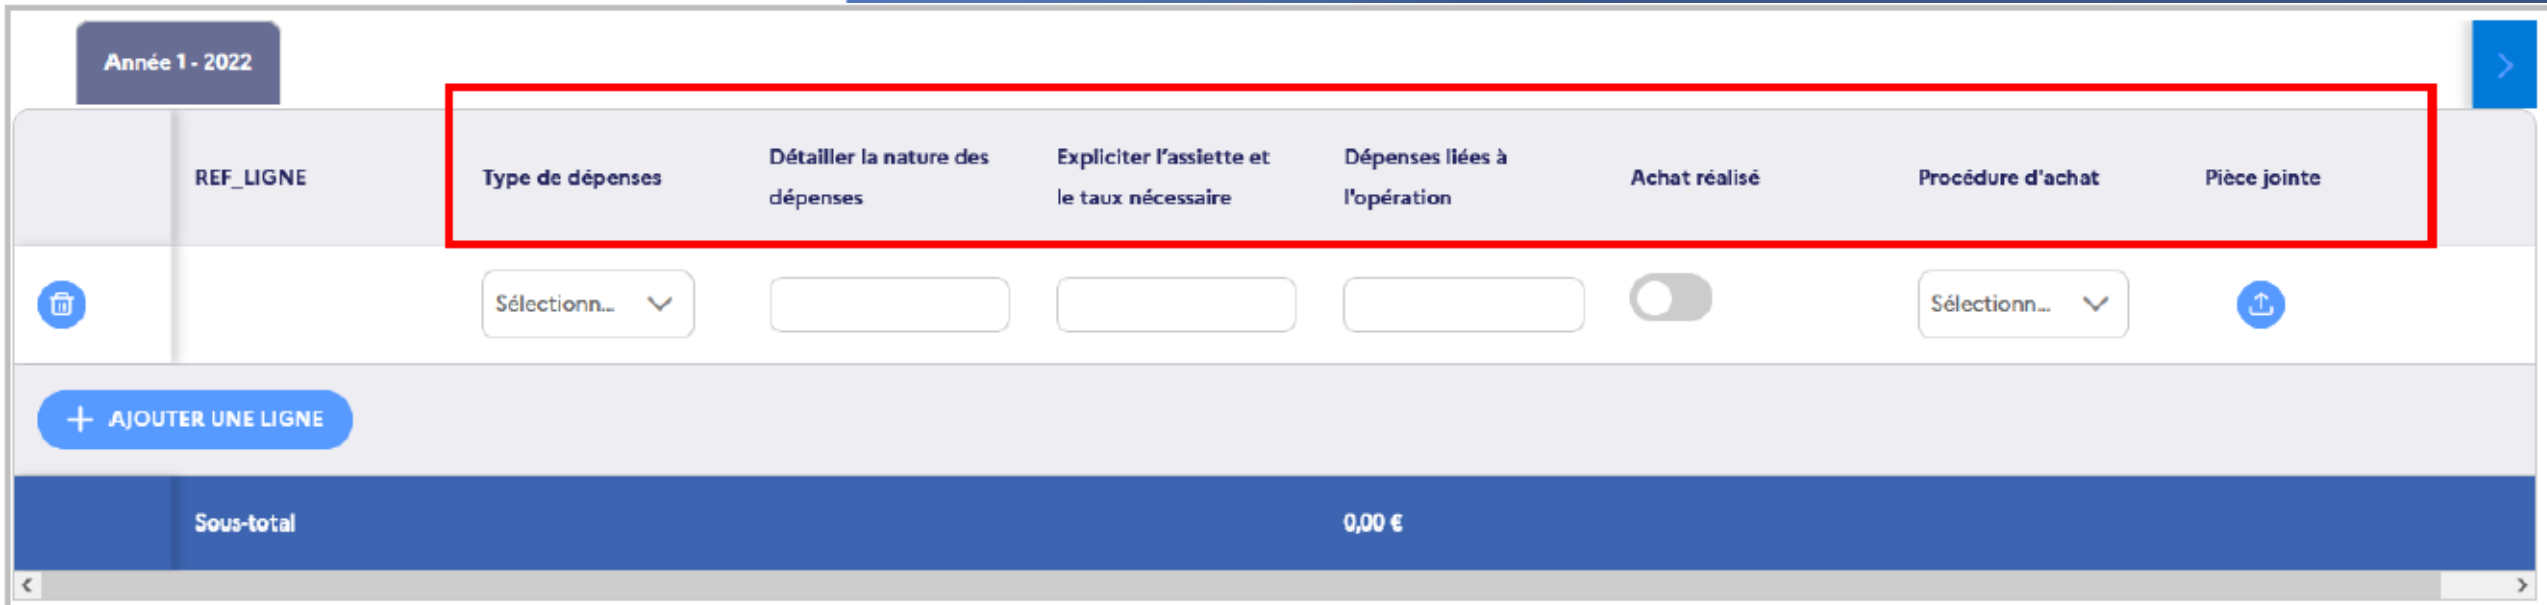 Année 1 - 2022
REF_LIGNE
Type de dépenses
Détailler la nature des
dépenses
Expliciter l'assiette et
le taux nécessaire
Dépenses liées à
l'opération
Achat réalisé
Procédure d'achat
Pièce jointe
Sélectionn...
Sélectionn...
+ AJOUTER UNE LIGNE
Sous-total
0,00 €